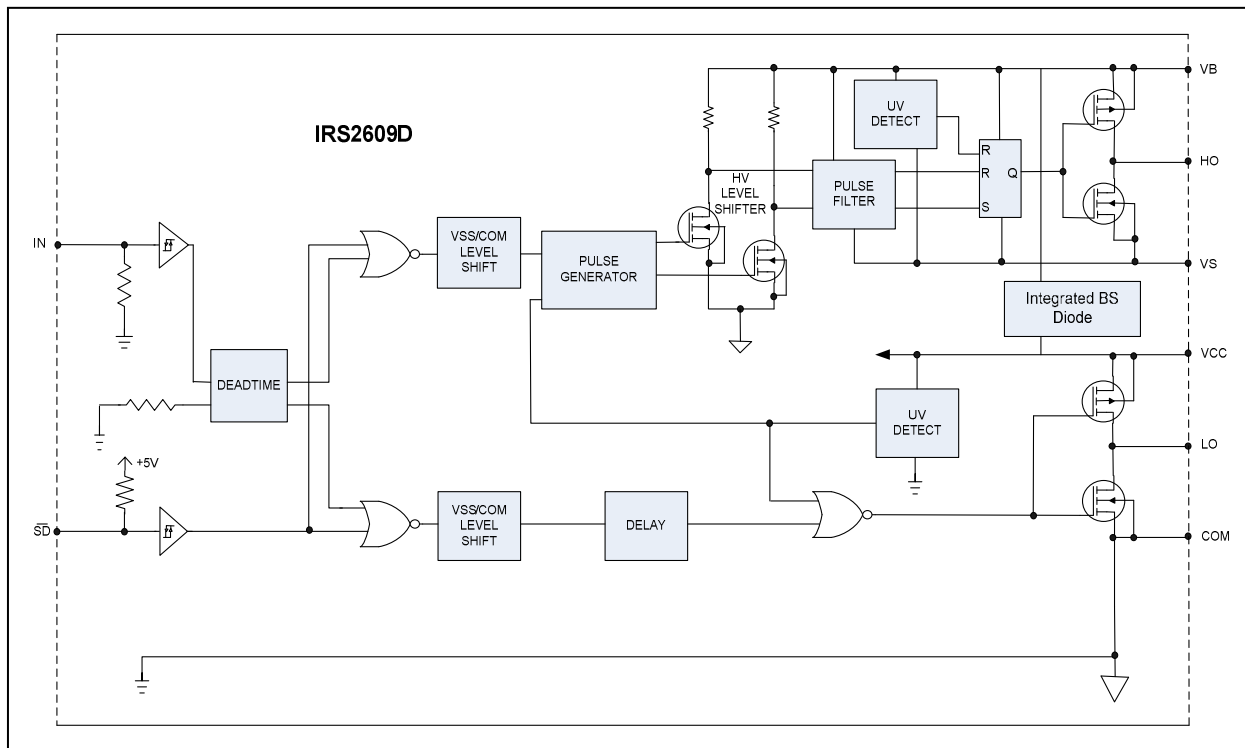 IRS2609D
VB
UV
DETECT
R
R
Q
S
HO
HV
LEVEL
SHIFTER
PULSE
FILTER
IN
VSS/COM
LEVEL
SHIFT
PULSE
GENERATOR
VS
Integrated BS
Diode
VCC
DEADTIME
UV
DETECT
LO
+5V
S̅D̅
VSS/COM
LEVEL
SHIFT
DELAY
COM